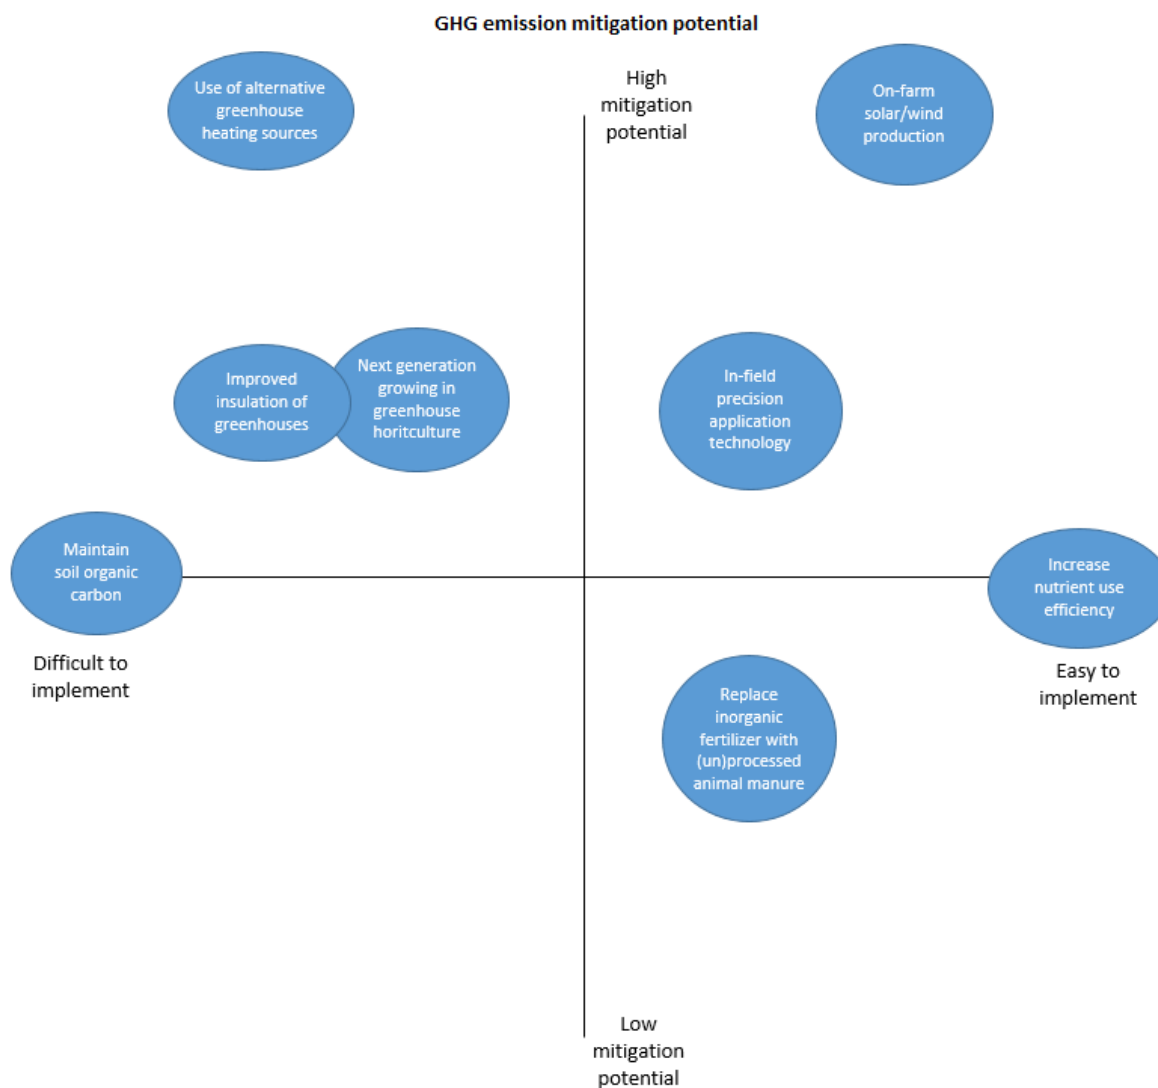 GHG emission mitigation potential
High
mitigation
potential
Use of alternative
greenhouse
heating sources
On-farm
solar/wind
production
Improved
insulation of
greenhouses
Next generation
growing in
greenhouse
horitculture
In-field
precision
application
technology
Maintain
soil organic
carbon
Increase
nutrient use
efficiency
Difficult to
implement
Easy to
implement
Replace
inorganic
fertilizer with
(un)processed
animal manure
Low
mitigation
potential